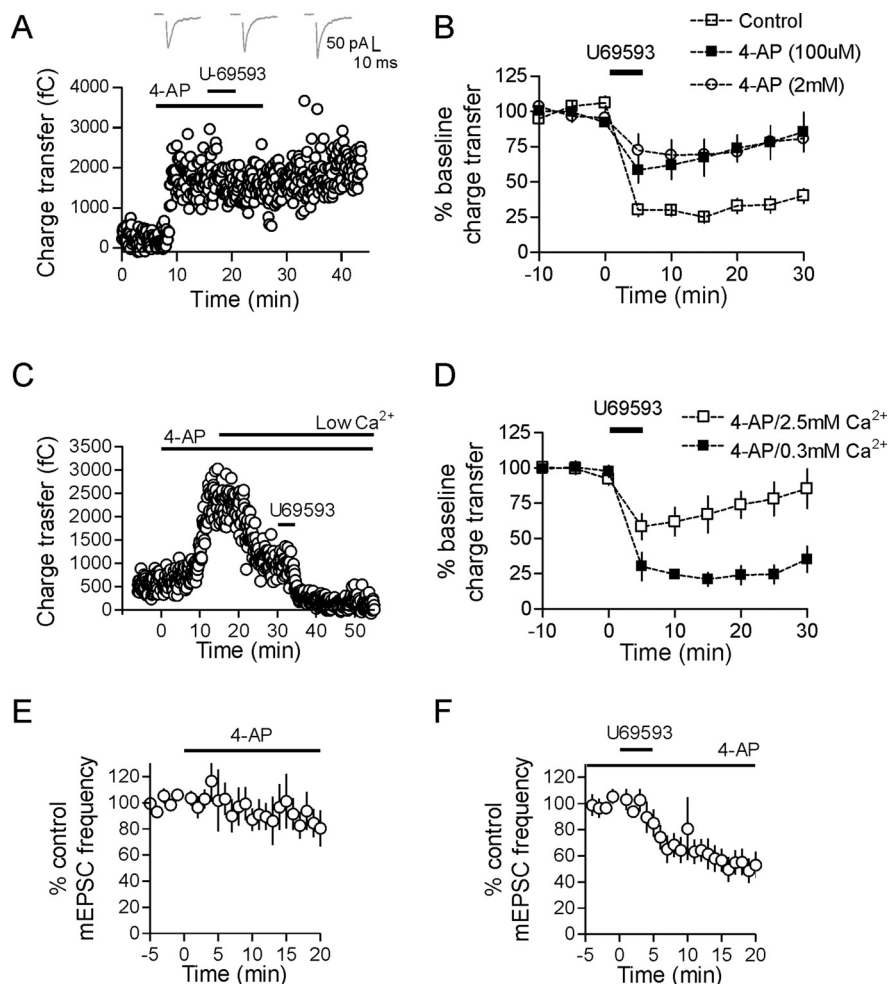 A
50 pA
10 ms
U-69593
4-AP
Charge transfer (fC)
4000
3000
2000
1000
0
0 10 20 30 40
Time (min)
B
Control
4-AP (100uM)
4-AP (2mM)
U69593
% baseline
charge transfer
125
100
75
50
25
0
-10 0 10 20 30
Time (min)
C
Low Ca²⁺
4-AP
U69593
Charge trasfer (fC)
3500
3000
2500
2000
1500
1000
500
0
0 10 20 30 40 50
Time (min)
D
U69593
4-AP/2.5mM Ca²⁺
4-AP/0.3mM Ca²⁺
% baseline
charge transfer
125
100
75
50
25
0
-10 0 10 20 30
Time (min)
E
4-AP
% control
mEPSC frequency
120
100
80
60
40
20
0
-5 0 5 10 15 20
Time (min)
F
U69593
4-AP
% control
mEPSC frequency
120
100
80
60
40
20
0
-5 0 5 10 15 20
Time (min)